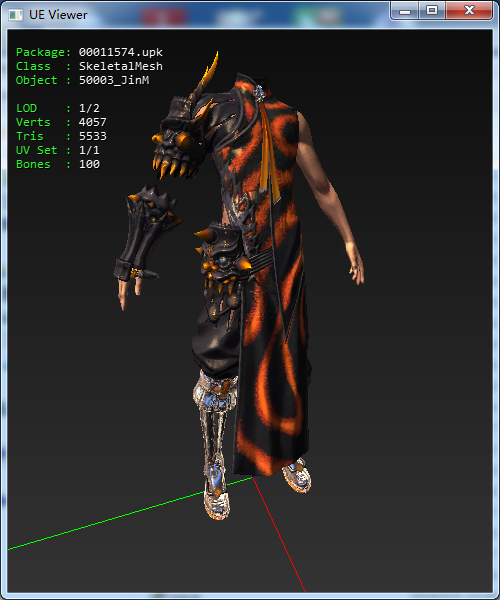 UE Viewer
Package: 00011574.upk
Class : SkeletalMesh
Object : 50003_JinM
LOD : 1/2
Verts : 4057
Tris : 5533
UV Set : 1/1
Bones : 100